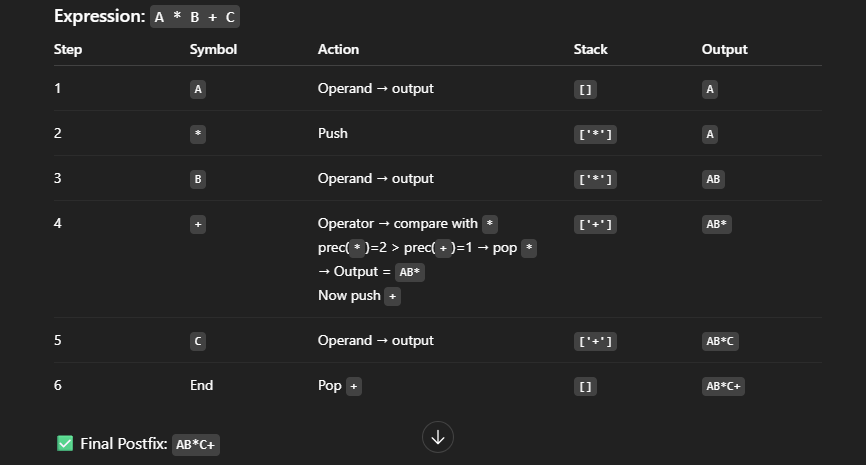 Expression: A * B + C
Step Symbol Action Stack Output
1 A Operand → output [] A
2 * Push ['*'] A
3 B Operand → output ['*'] AB
4 + Operator → compare with * ['+'] AB*
prec(*)=2 > prec(+)=1 → pop *
→ Output = AB*
Now push +
5 C Operand → output ['+'] AB*C
6 End Pop + [] AB*C+
✅ Final Postfix: AB*C+